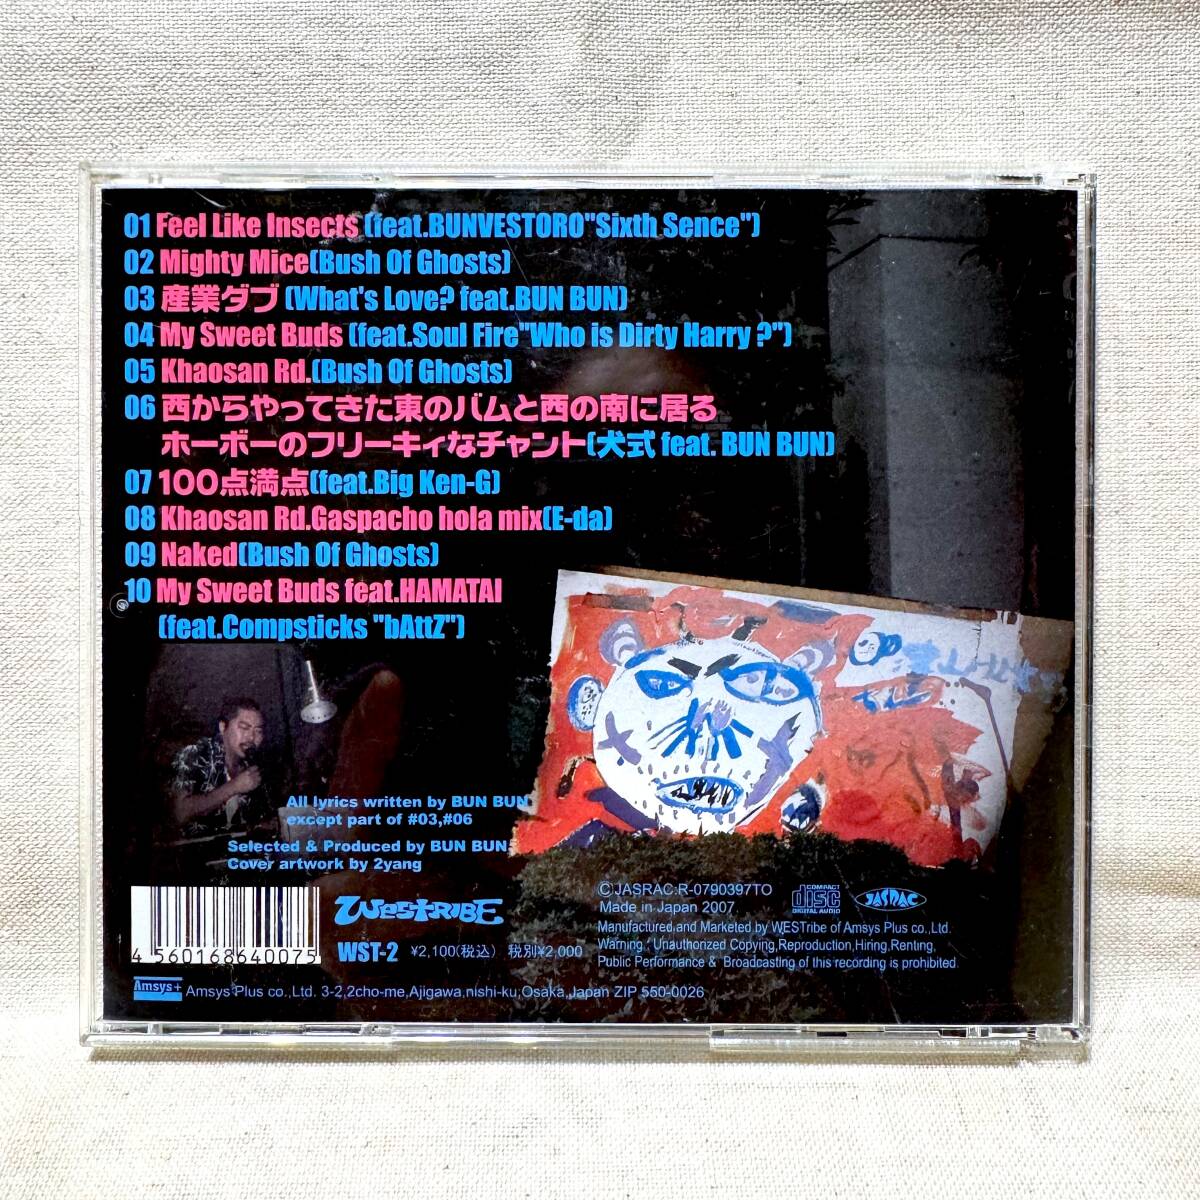 01 Feel Like Insects (feat.BUNVESTORO"Sixth Sence")
02 Mighty Mice(Bush Of Ghosts)
03 産業ダブ (What's Love? feat.BUN BUN)
04 My Sweet Buds (feat.Soul Fire"Who is Dirty Harry ?")
05 Khaosan Rd.(Bush Of Ghosts)
06 西からやってきた東のバムと西の南に居る
ホーボーのフリーキィなチャント(犬式 feat. BUN BUN)
07 100点満点(feat.Big Ken-G)
08 Khaosan Rd.Gaspacho hola mix(E-da)
09 Naked(Bush Of Ghosts)
10 My Sweet Buds feat.HAMATAI
(feat.Compsticks "bAttZ")
All lyrics written by BUN BUN
except part of #03,#06
Selected & Produced by BUN BUN
Cover artwork by 2yang
4 560168 640075
WESTRIBE
WST-2 ¥2,100(税込) 税別¥2,000
ⒸJASRAC:R-0790397TO
Made in Japan 2007
COMPACT
disc
DIGITAL AUDIO
JASRAC
Manufactured and Marketed by WESTribe of Amsys Plus co.,Ltd.
Warning : Unauthorized Copying,Reproduction,Hiring,Renting,
Public Performance & Broadcasting of this recording is prohibited.
Amsys+ Amsys Plus co.,Ltd. 3-2,2cho-me,Ajigawa,nishi-ku,Osaka,Japan ZIP 550-0026